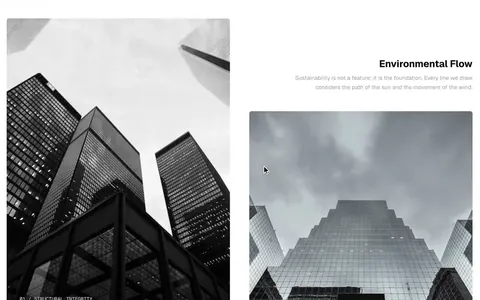 Environmental Flow
Sustainability is not a feature; it is the foundation. Every line we draw
considers the path of the sun and the movement of the wind.
01 / STRUCTURAL INTEGRITY